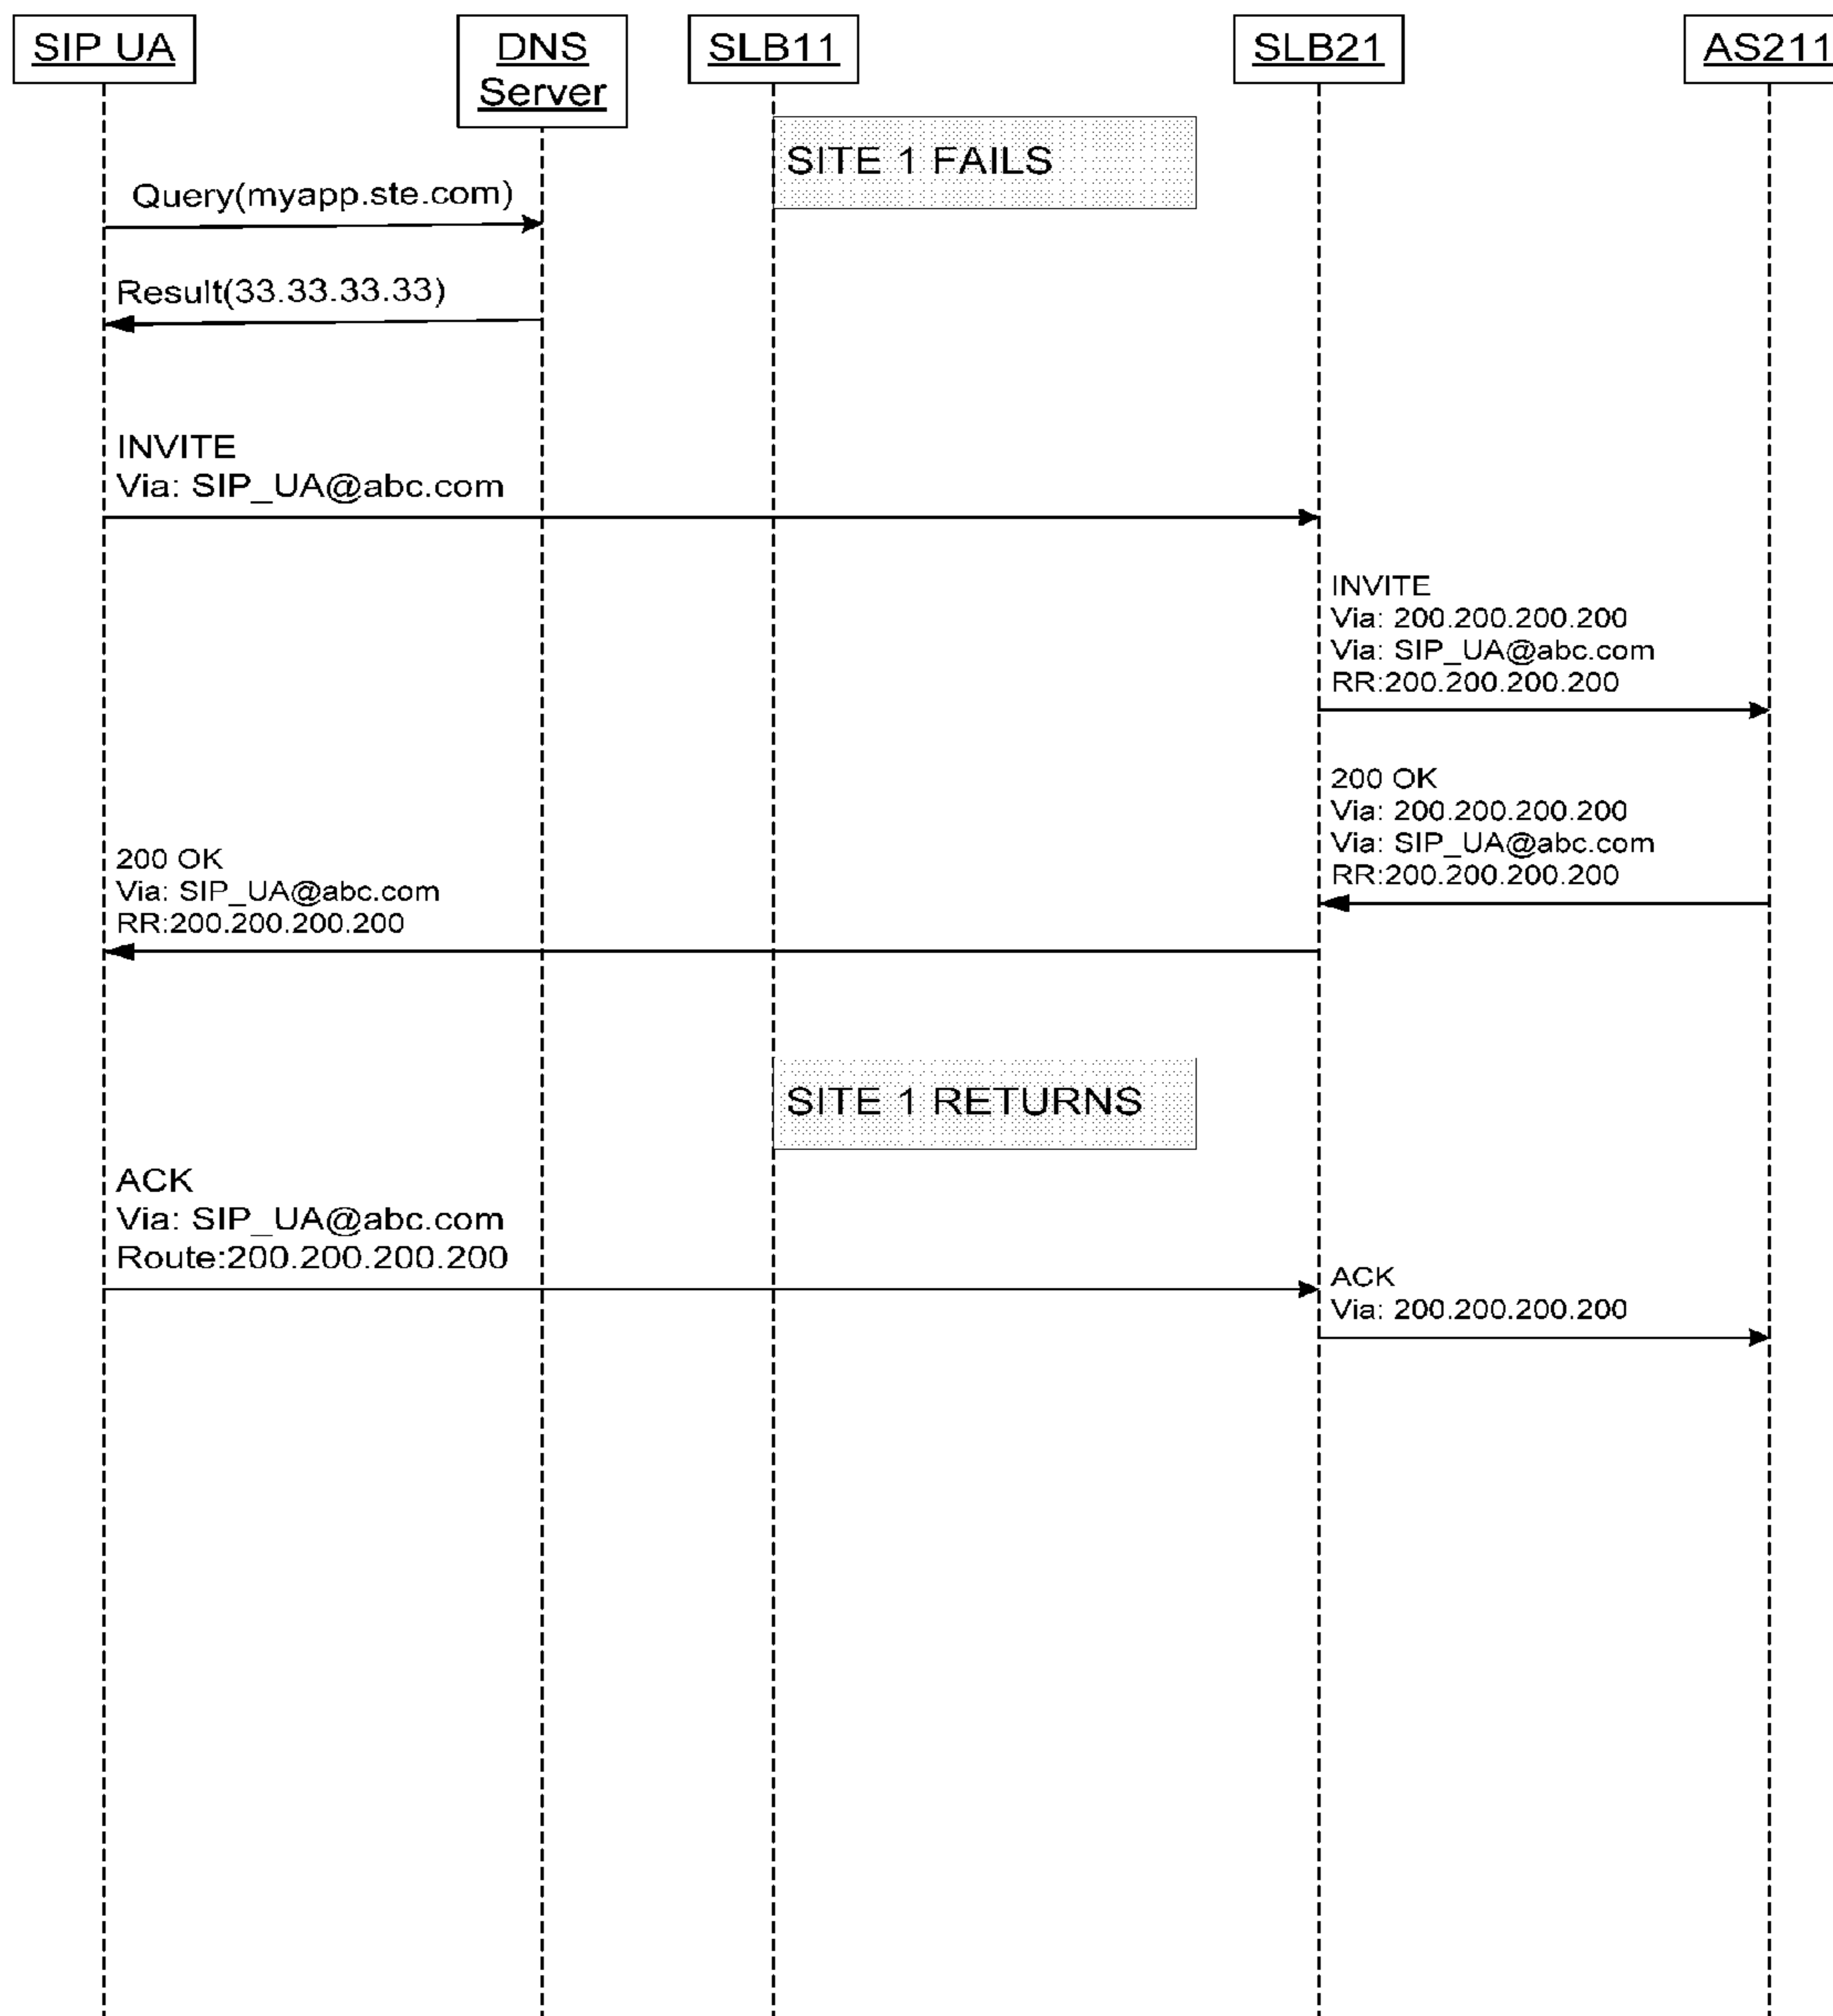 SIP UA
DNS
Server
SLB11
SLB21
AS211
SITE 1 FAILS
Query(myapp.ste.com)
Result(33.33.33.33)
INVITE
Via: SIP_UA@abc.com
INVITE
Via: 200.200.200.200
Via: SIP_UA@abc.com
RR:200.200.200.200
200 OK
Via: 200.200.200.200
Via: SIP_UA@abc.com
RR:200.200.200.200
200 OK
Via: SIP_UA@abc.com
RR:200.200.200.200
SITE 1 RETURNS
ACK
Via: SIP_UA@abc.com
Route:200.200.200.200
ACK
Via: 200.200.200.200